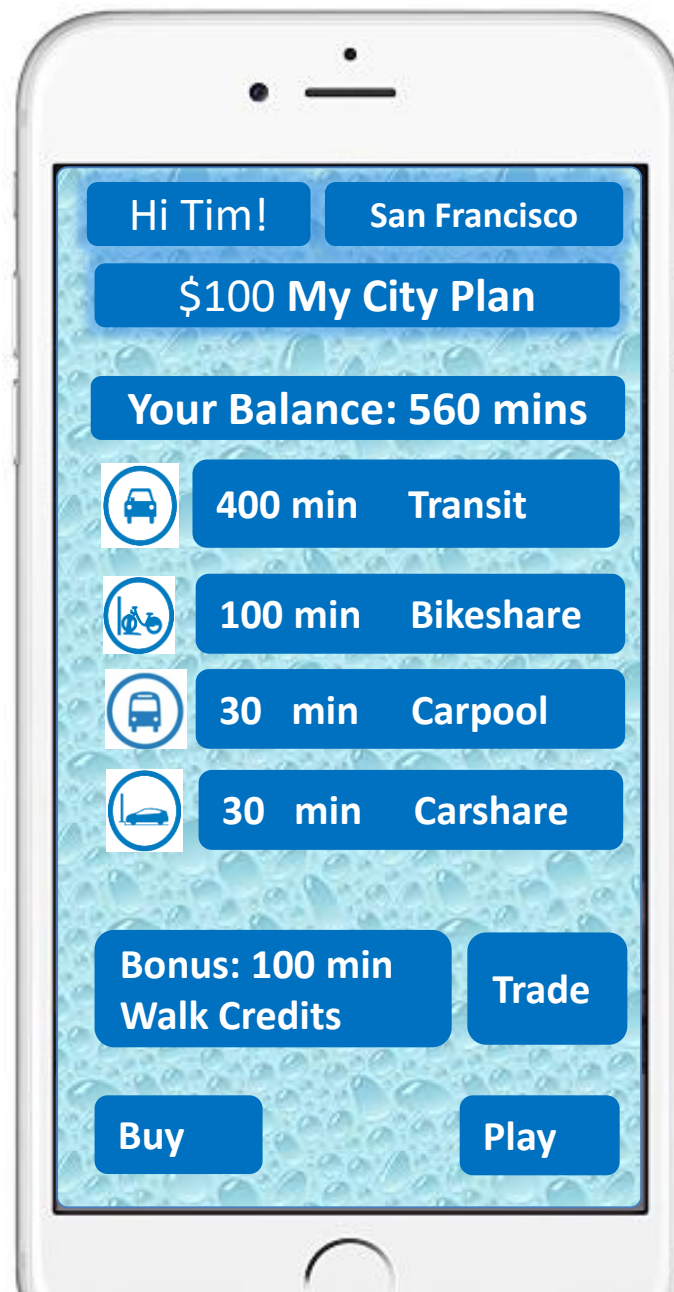 Hi Tim! San Francisco
$100 My City Plan
Your Balance: 560 mins
400 min Transit
100 min Bikeshare
30 min Carpool
30 min Carshare
Bonus: 100 min
Walk Credits
Trade
Buy Play